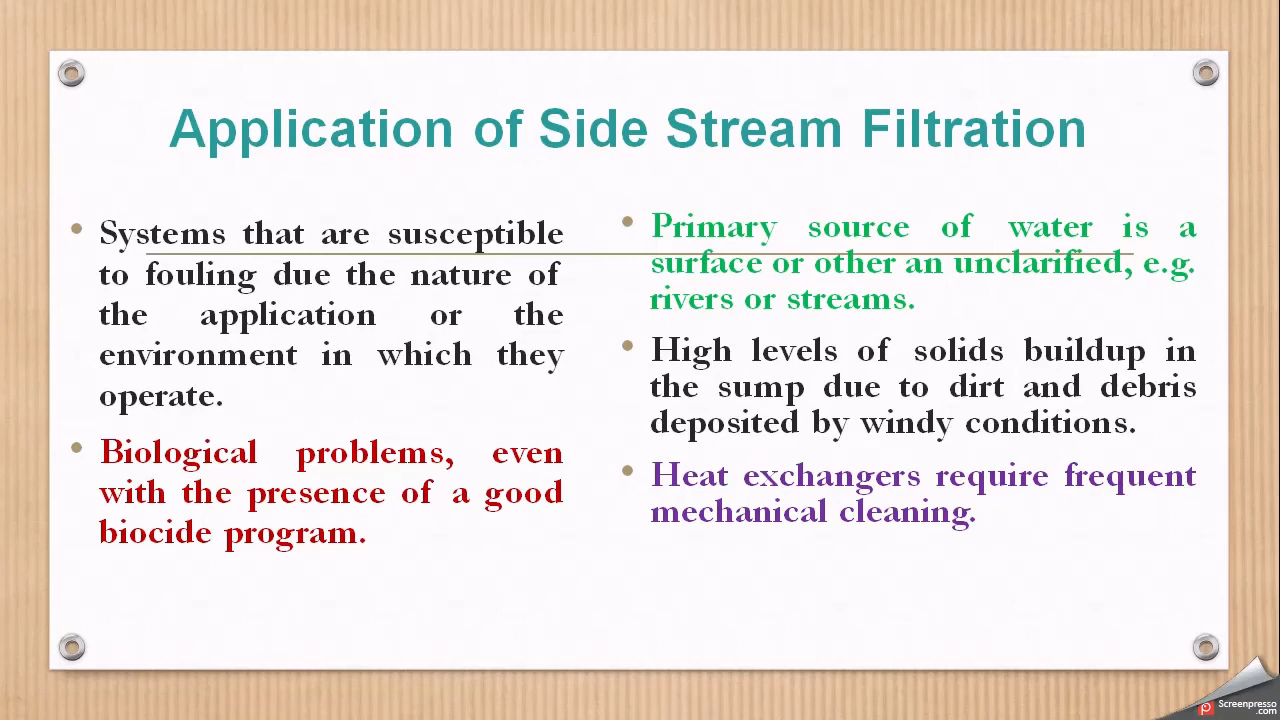 Application of Side Stream Filtration
• Systems that are susceptible
to fouling due the nature of
the application or the
environment in which they
operate.
• Biological problems, even
with the presence of a good
biocide program.
• Primary source of water is a
surface or other an unclarified, e.g.
rivers or streams.
• High levels of solids buildup in
the sump due to dirt and debris
deposited by windy conditions.
• Heat exchangers require frequent
mechanical cleaning.
Screenpresso
.com